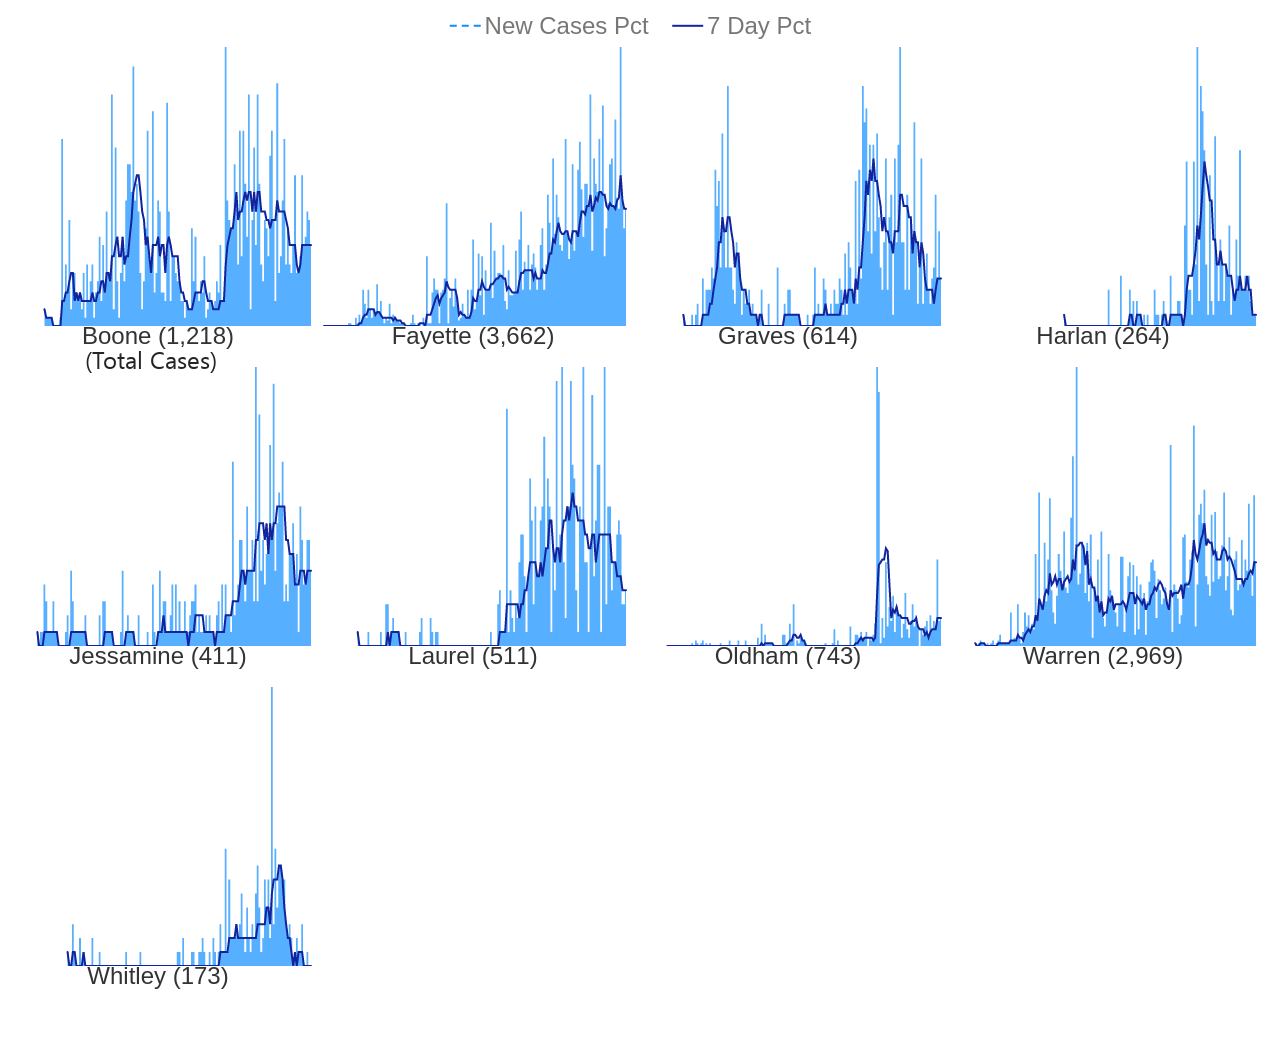 New Cases Pct 7 Day Pct
Boone (1,218) Fayette (3,662) Graves (614) Harlan (264)
(Total Cases)
Jessamine (411) Laurel (511) Oldham (743) Warren (2,969)
Whitley (173)